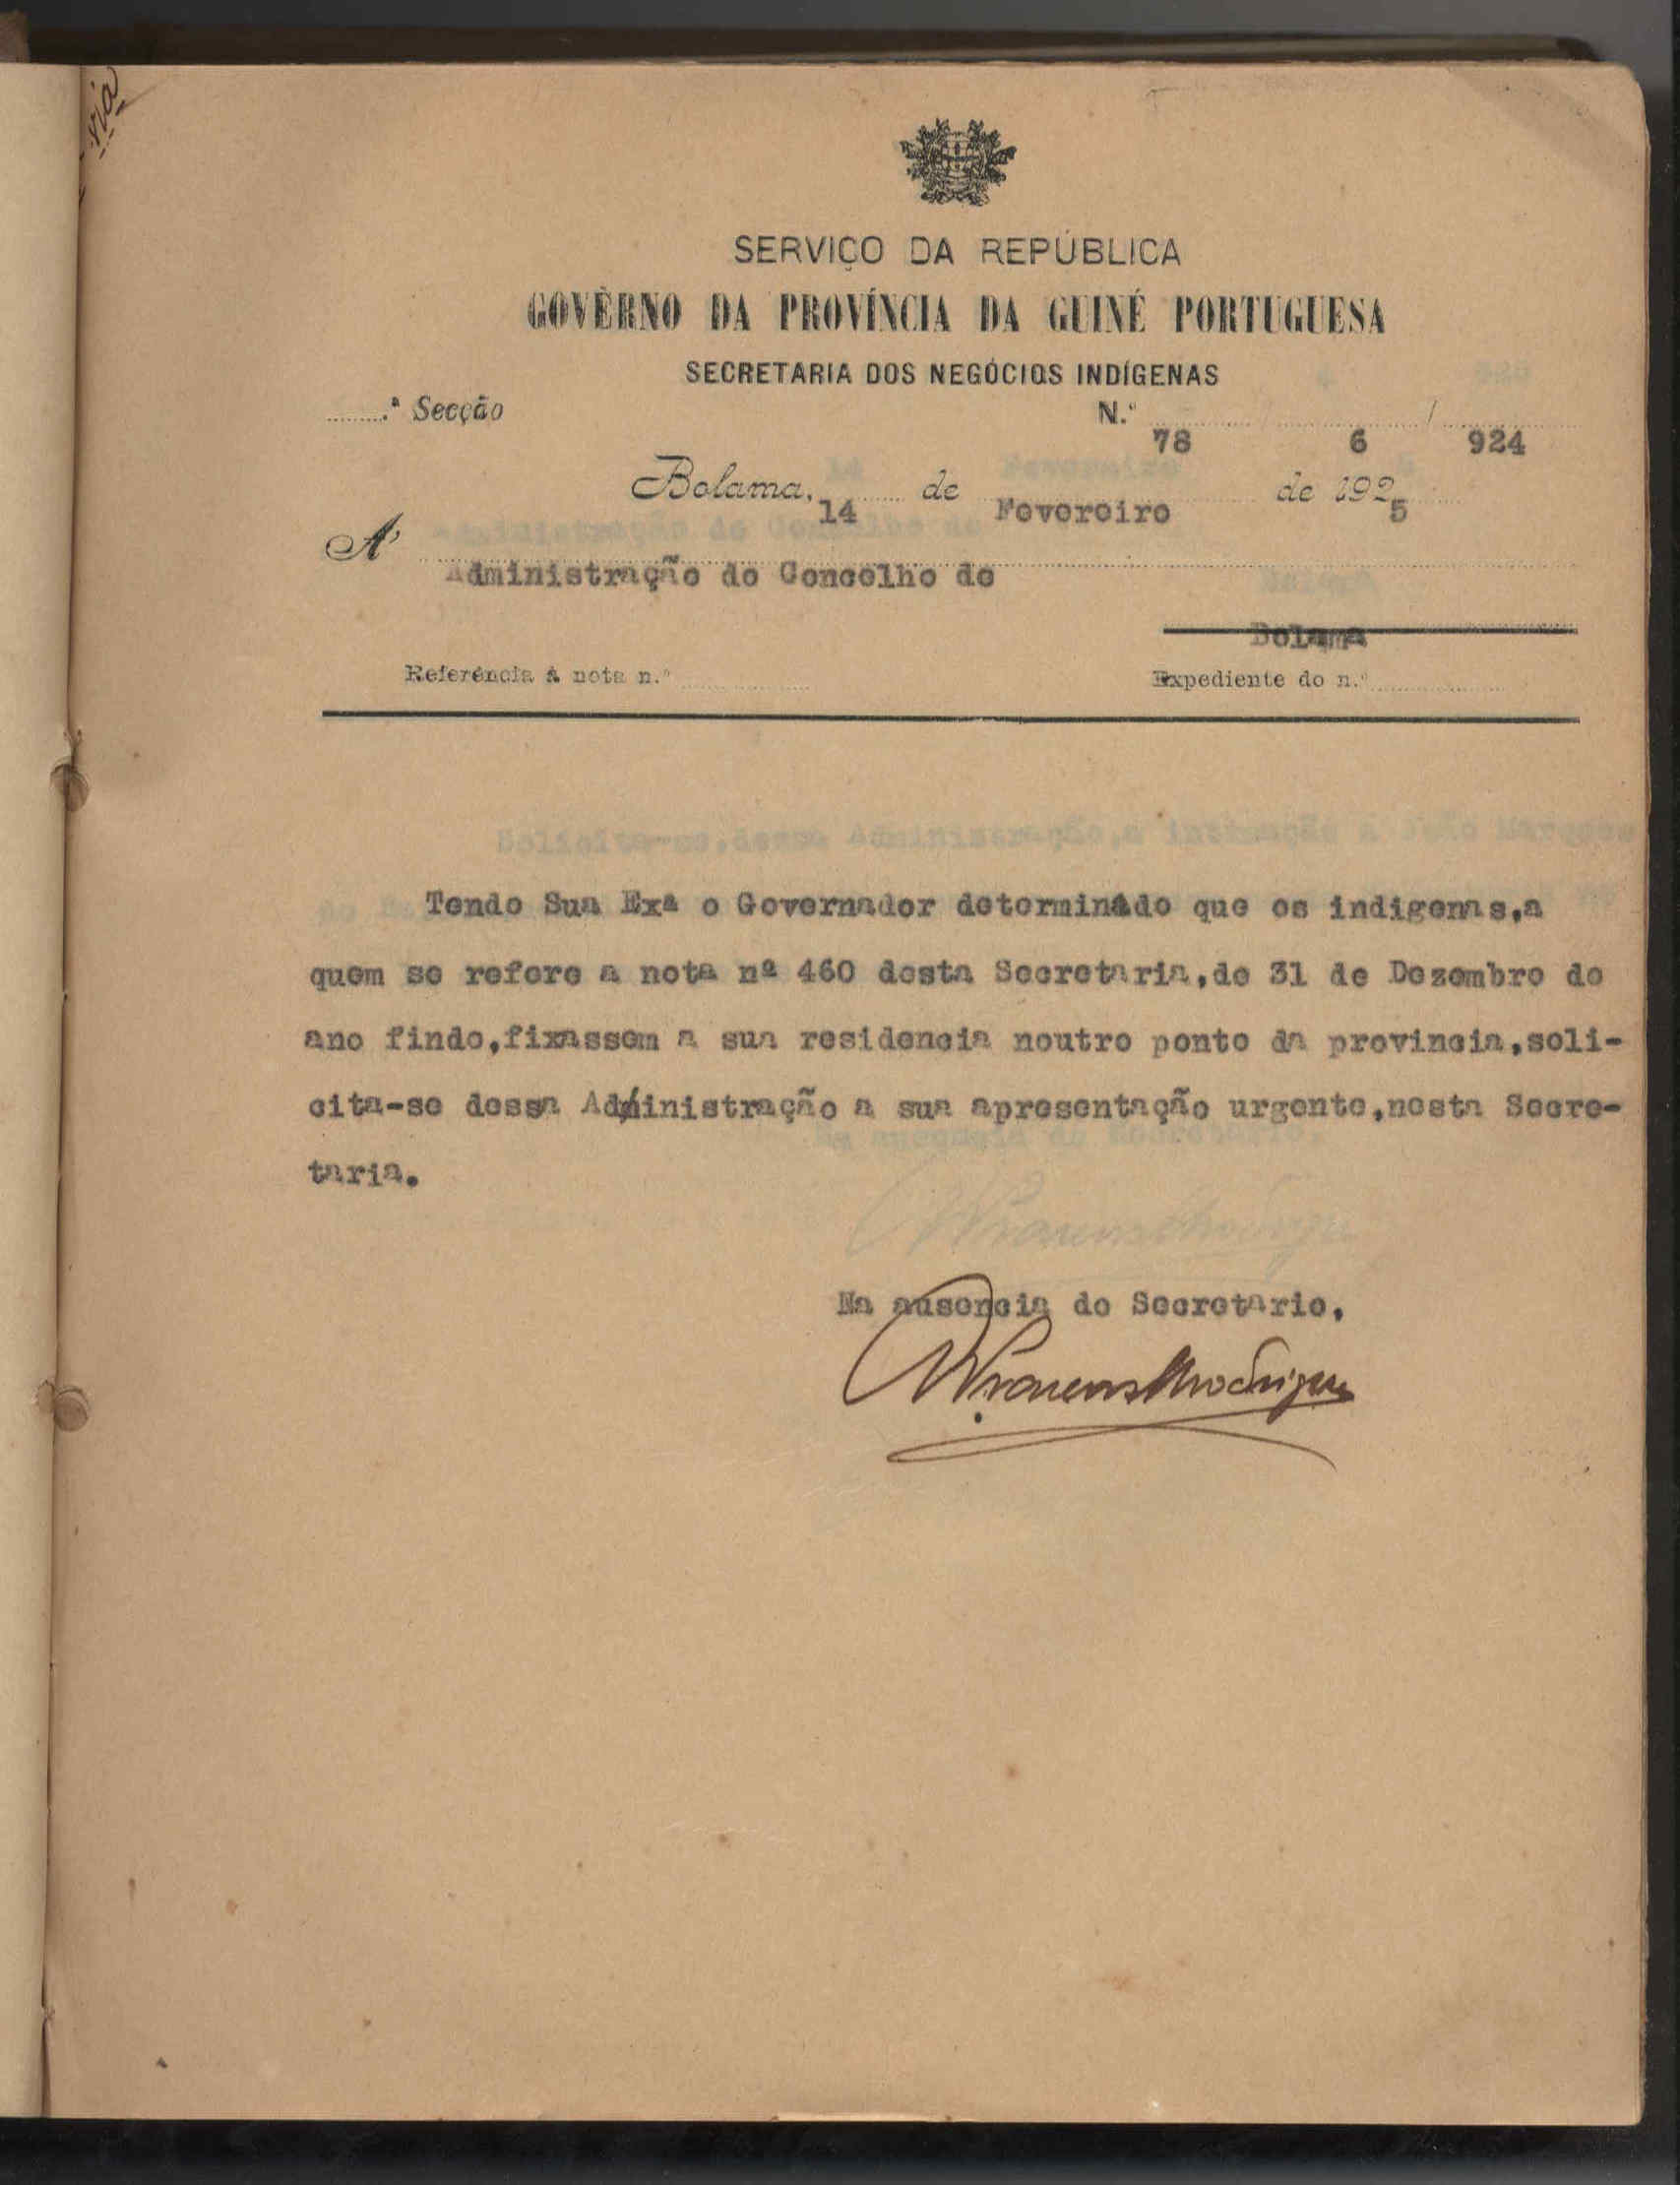 SERVIÇO DA REPÚBLICA
GOVÊRNO DA PROVÍNCIA DA GUINÉ PORTUGUESA
SECRETARIA DOS NEGÓCIOS INDÍGENAS
.ª Secção N.º 78 / 6 / 924
Bolama, 14 de Fevereiro de 1925
A' Administração do Concelho de
Bolama
Referência à nota n.º Expediente do n.º
Tendo Sua Exª o Governador determinado que os indigenas,a
quem se refere a nota nº 460 desta Secretaria,de 31 de Dezembro do
ano findo,fixassem a sua residencia noutro ponto da provincia,soli-
cita-se dessa Administração a sua apresentação urgente,nesta Secre-
taria.
Na ausencia do Secretario,